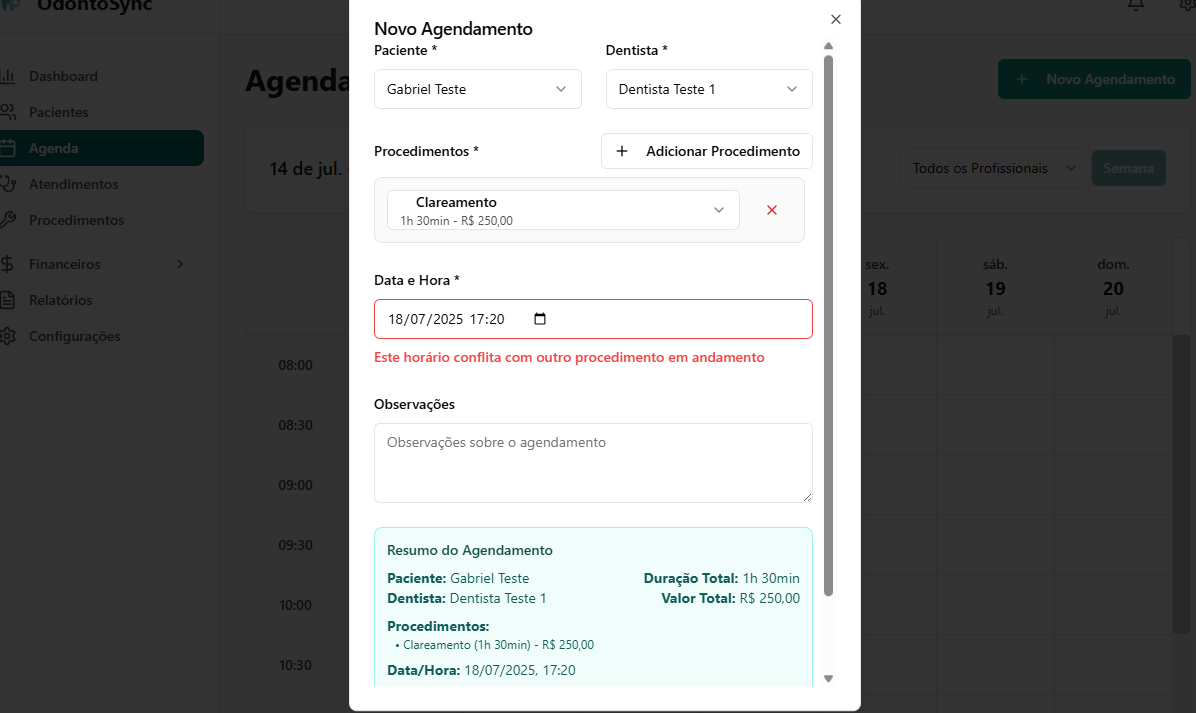 OdontoSync
Dashboard
Pacientes
Agenda
Atendimentos
Procedimentos
Financeiros
Relatórios
Configurações
Agenda
Novo Agendamento
14 de jul.
Todos os Profissionais
Semana
sex.
18
jul.
sáb.
19
jul.
dom.
20
jul.
08:00
08:30
09:00
09:30
10:00
10:30
Novo Agendamento
Paciente *
Dentista *
Gabriel Teste
Dentista Teste 1
Procedimentos *
+ Adicionar Procedimento
Clareamento
1h 30min - R$ 250,00
Data e Hora *
18/07/2025 17:20
Este horário conflita com outro procedimento em andamento
Observações
Observações sobre o agendamento
Resumo do Agendamento
Paciente: Gabriel Teste
Duração Total: 1h 30min
Dentista: Dentista Teste 1
Valor Total: R$ 250,00
Procedimentos:
• Clareamento (1h 30min) - R$ 250,00
Data/Hora: 18/07/2025, 17:20